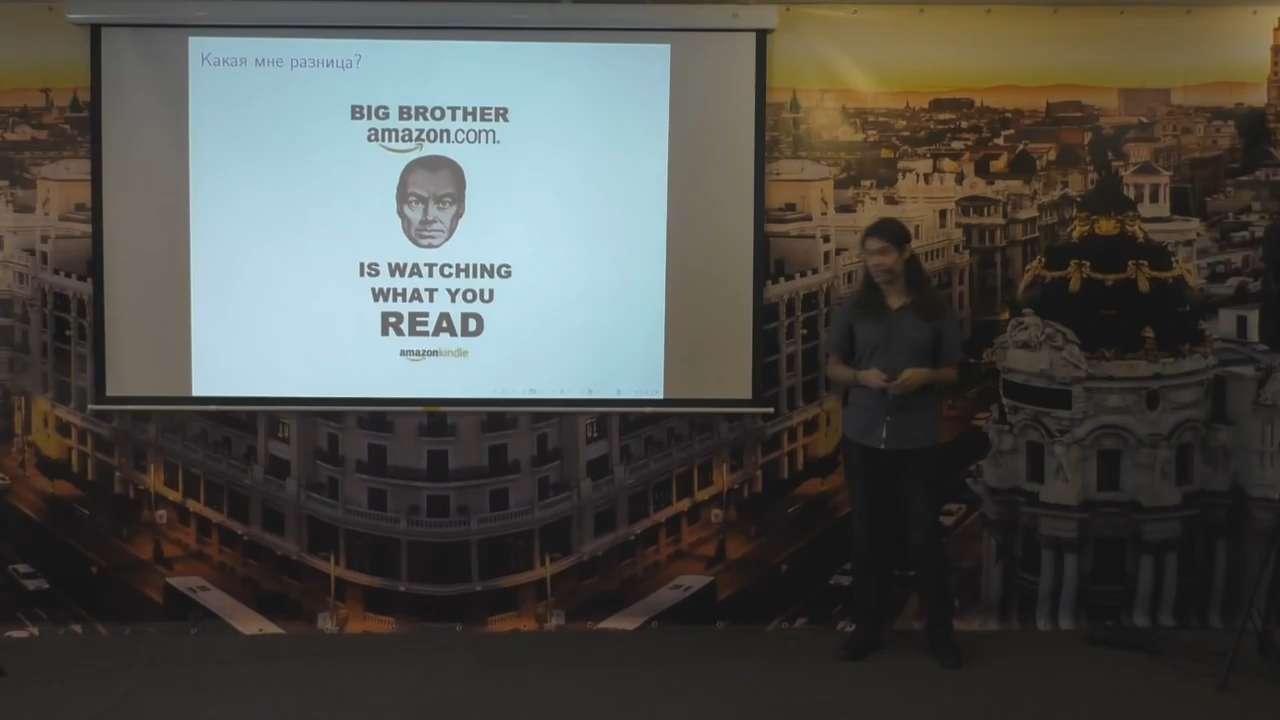 Какая мне разница?
BIG BROTHER
amazon.com.
IS WATCHING
WHAT YOU
READ
amazonkindle